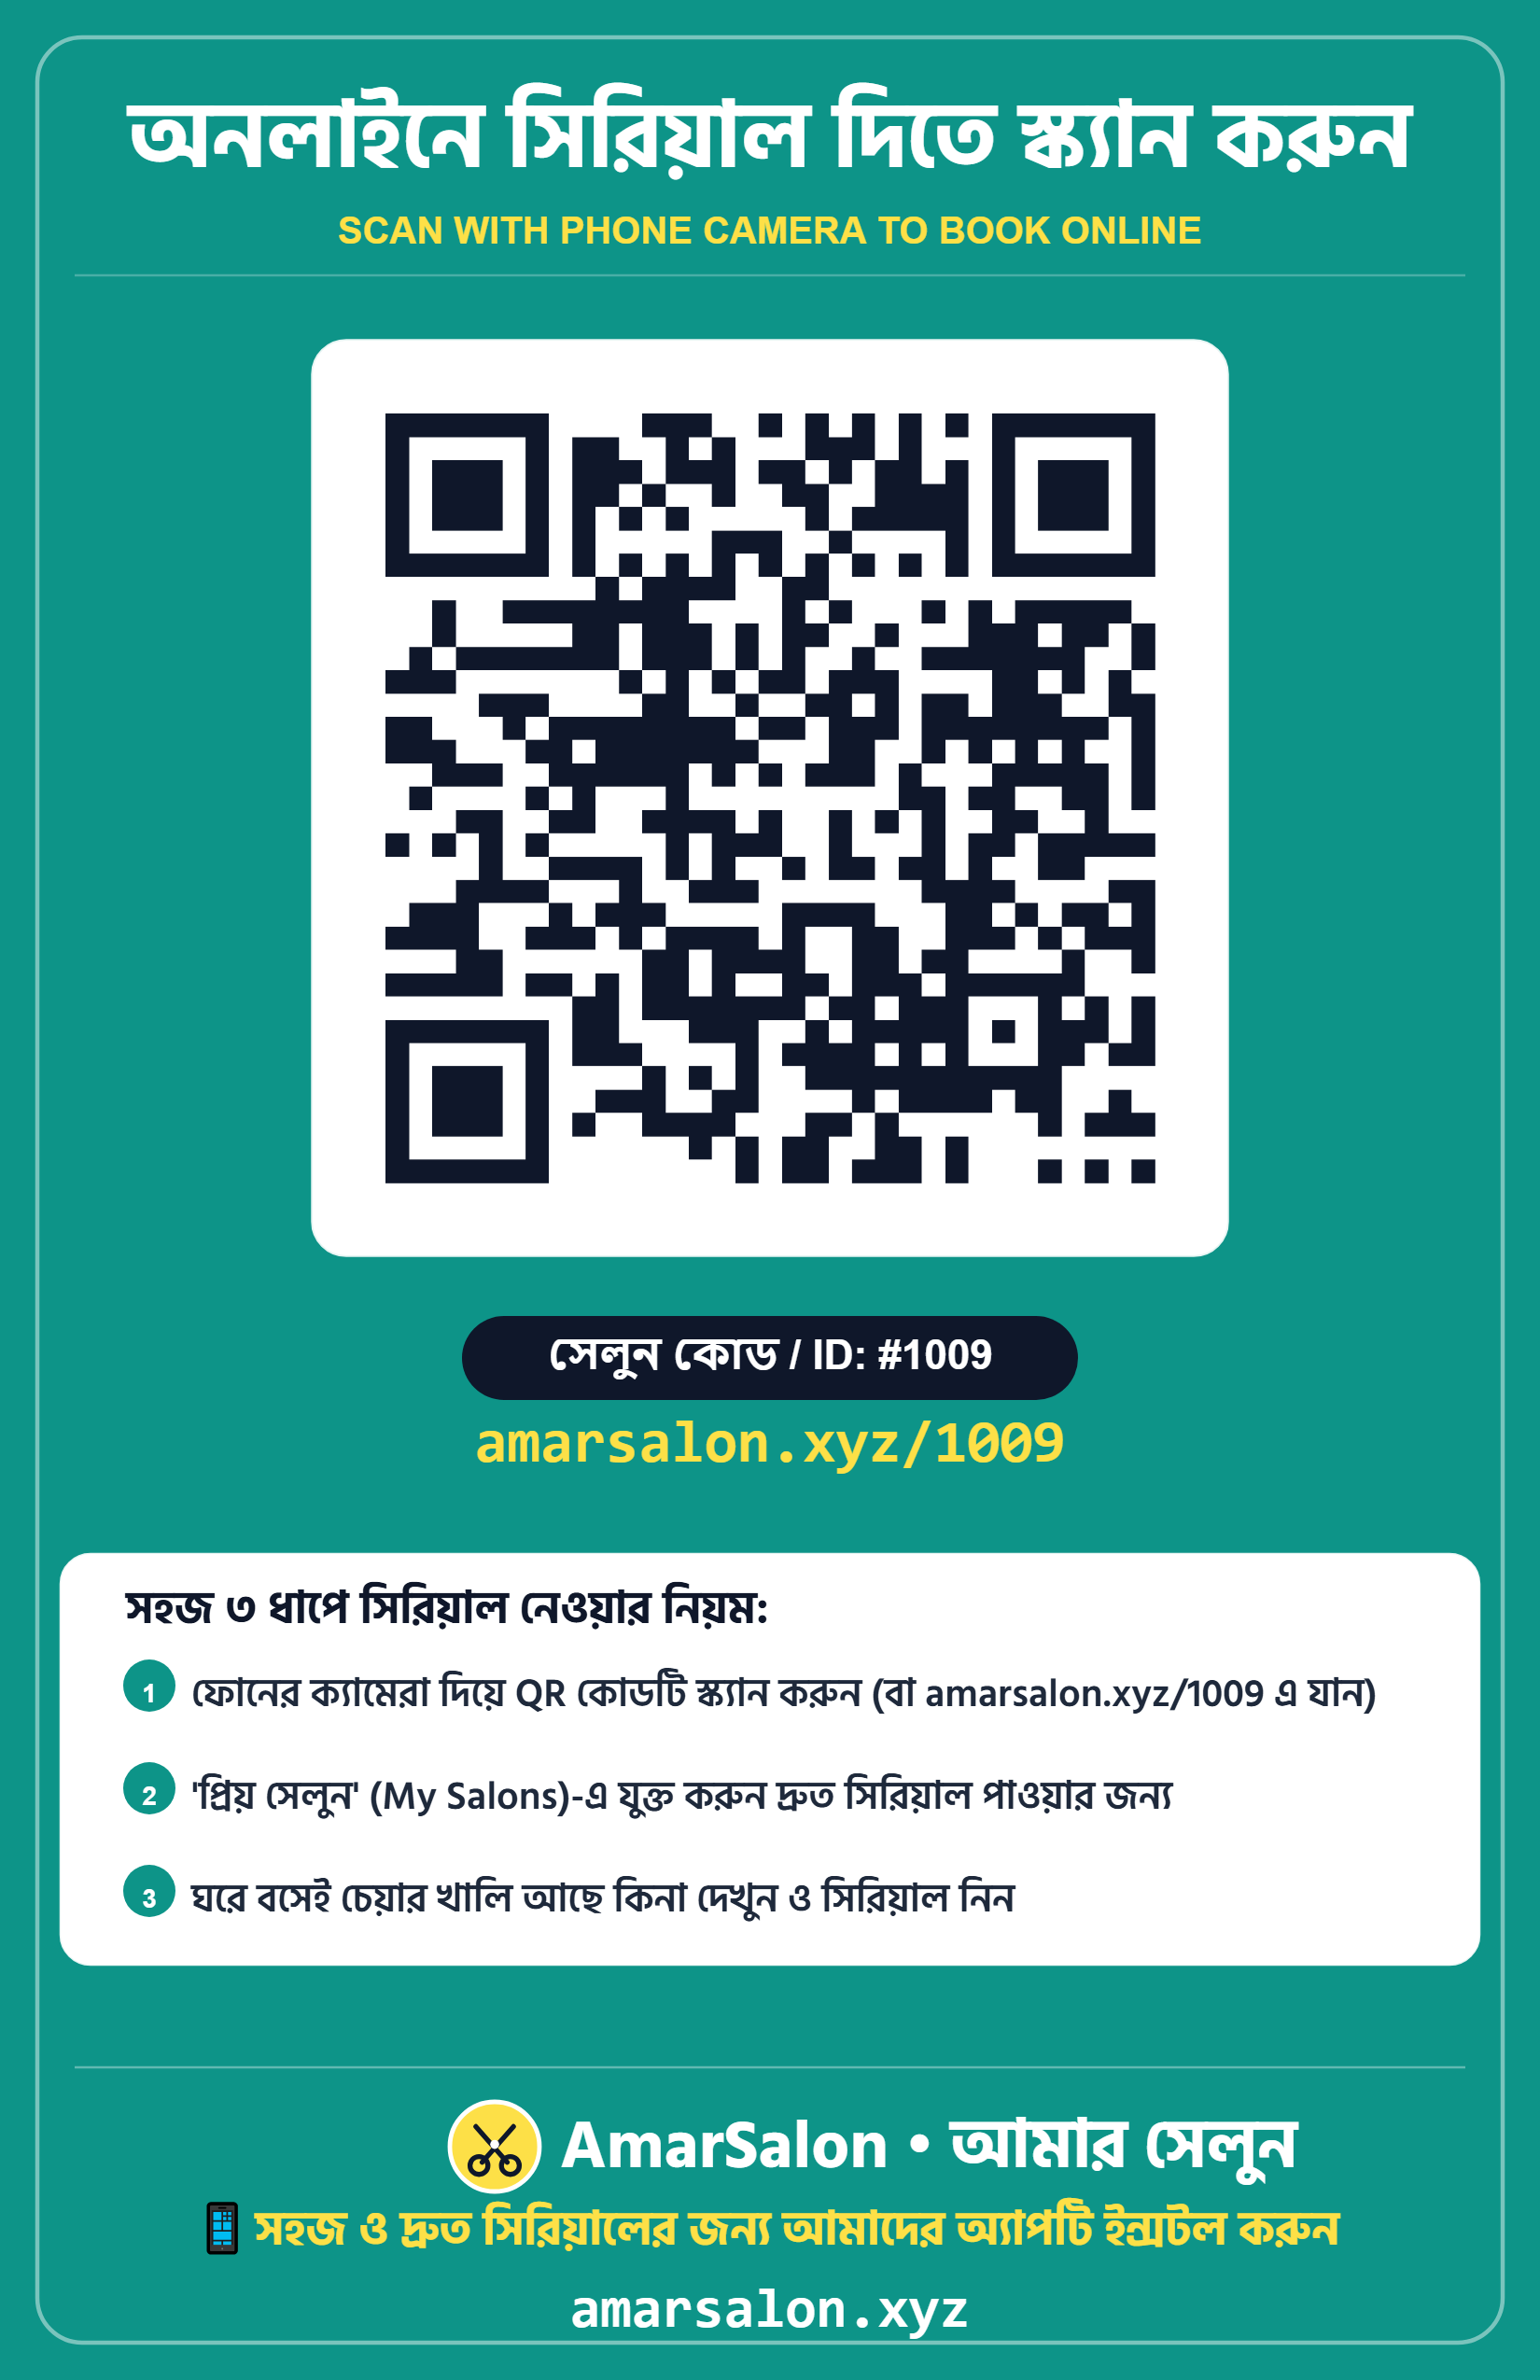 অনলাইনে সিরিয়াল দিতে স্ক্যান করুন
SCAN WITH PHONE CAMERA TO BOOK ONLINE
সেলুন কোড / ID: #1009
amarsalon.xyz/1009
সহজ ৩ ধাপে সিরিয়াল নেওয়ার নিয়ম:
1 ফোনের ক্যামেরা দিয়ে QR কোডটি স্ক্যান করুন (বা amarsalon.xyz/1009 এ যান)
2 'প্রিয় সেলুন' (My Salons)-এ যুক্ত করুন দ্রুত সিরিয়াল পাওয়ার জন্য
3 ঘরে বসেই চেয়ার খালি আছে কিনা দেখুন ও সিরিয়াল নিন
AmarSalon • আমার সেলুন
সহজ ও দ্রুত সিরিয়ালের জন্য আমাদের অ্যাপটি ইন্সটল করুন
amarsalon.xyz